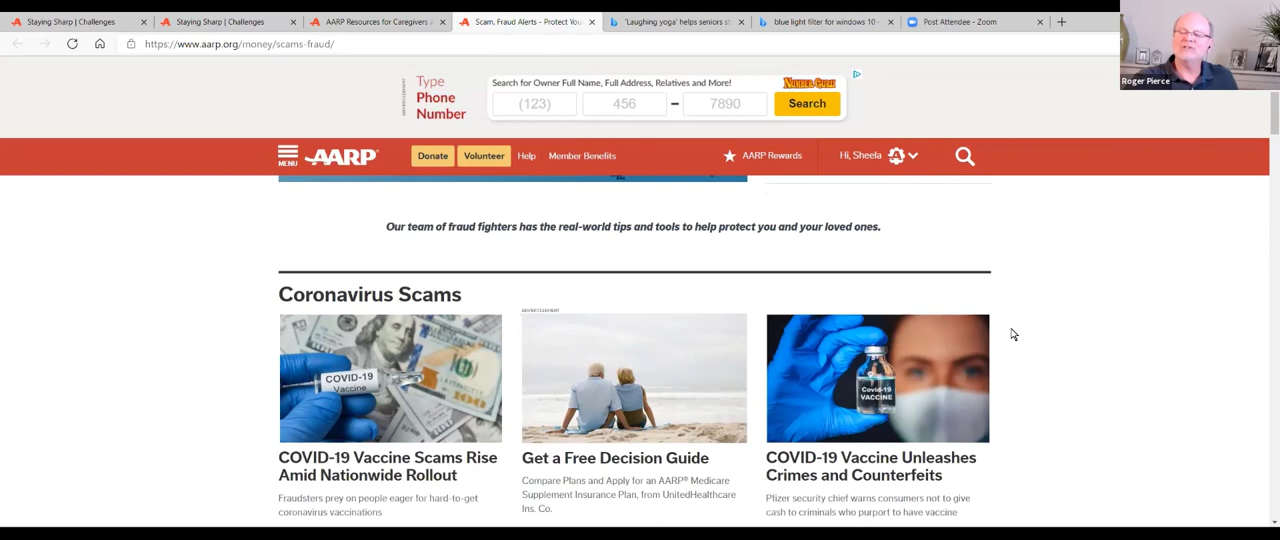 Staying Sharp | Challenges
Staying Sharp | Challenges
AARP Resources for Caregivers a
Scam, Fraud Alerts - Protect You
'Laughing yoga' helps seniors st
blue light filter for windows 10 -
Post Attendee - Zoom
https://www.aarp.org/money/scams-fraud/
Roger Pierce
ADVERTISEMENT
Type
Phone
Number
Search for Owner Full Name, Full Address, Relatives and More!
NUMBER GURU
(123)
456
7890
Search
MENU
AARP
Donate
Volunteer
Help
Member Benefits
AARP Rewards
Hi, Sheela
Our team of fraud fighters has the real-world tips and tools to help protect you and your loved ones.
Coronavirus Scams
COVID-19
Vaccine
100
COVID-19 Vaccine Scams Rise
Amid Nationwide Rollout
Fraudsters prey on people eager for hard-to-get
coronavirus vaccinations
ADVERTISEMENT
Get a Free Decision Guide
Compare Plans and Apply for an AARP® Medicare
Supplement Insurance Plan, from UnitedHealthcare
Ins. Co.
Covid-19
VACCINE
COVID-19 Vaccine Unleashes
Crimes and Counterfeits
Pfizer security chief warns consumers not to give
cash to criminals who purport to have vaccine